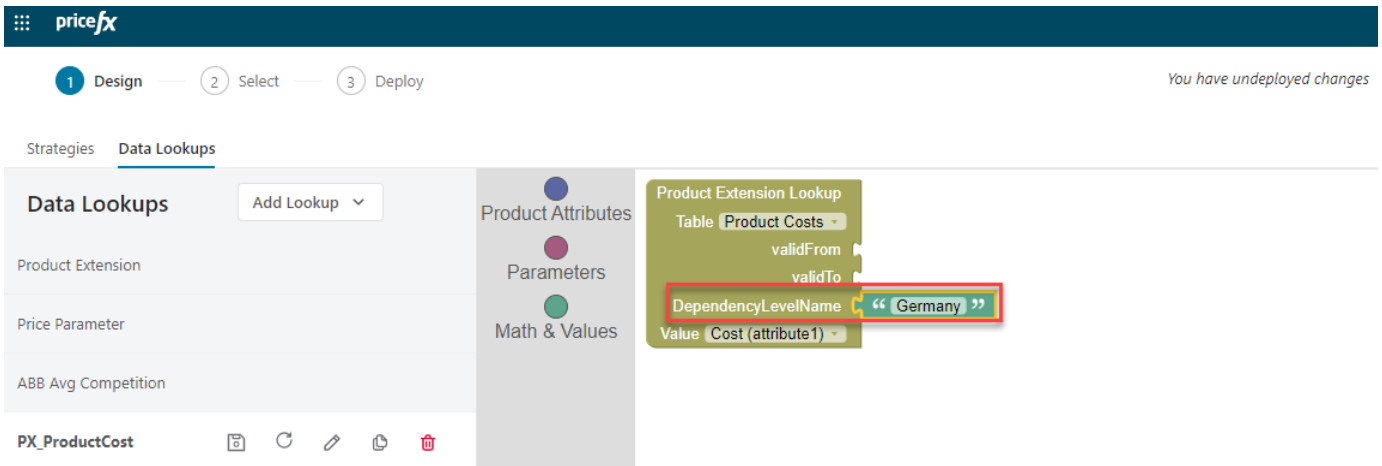 pricefx
1 Design 2 Select 3 Deploy You have undeployed changes
Strategies Data Lookups
Data Lookups Add Lookup
Product Extension
Price Parameter
ABB Avg Competition
PX_ProductCost
Product Attributes
Parameters
Math & Values
Product Extension Lookup
Table Product Costs
validFrom
validTo
DependencyLevelName “ Germany ”
Value Cost (attribute1)